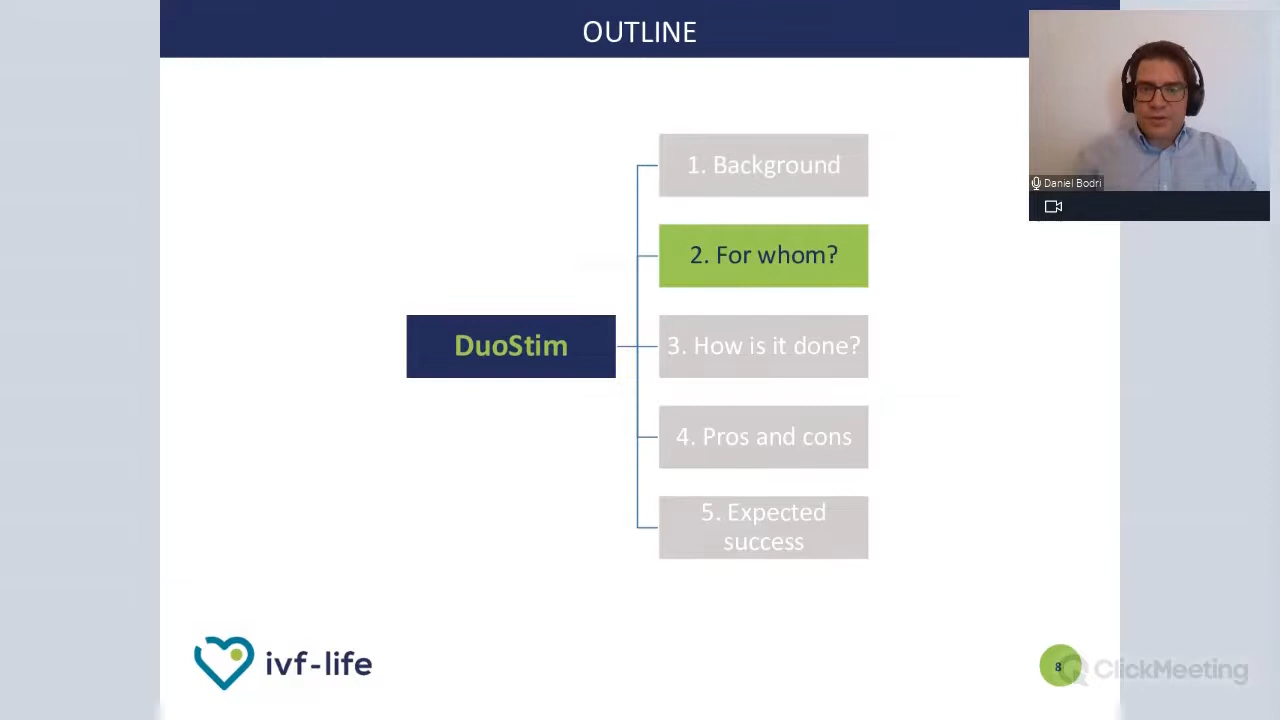 OUTLINE
Daniel Bodri
1. Background
2. For whom?
DuoStim
3. How is it done?
4. Pros and cons
5. Expected
success
ivf-life
8
ClickMeeting